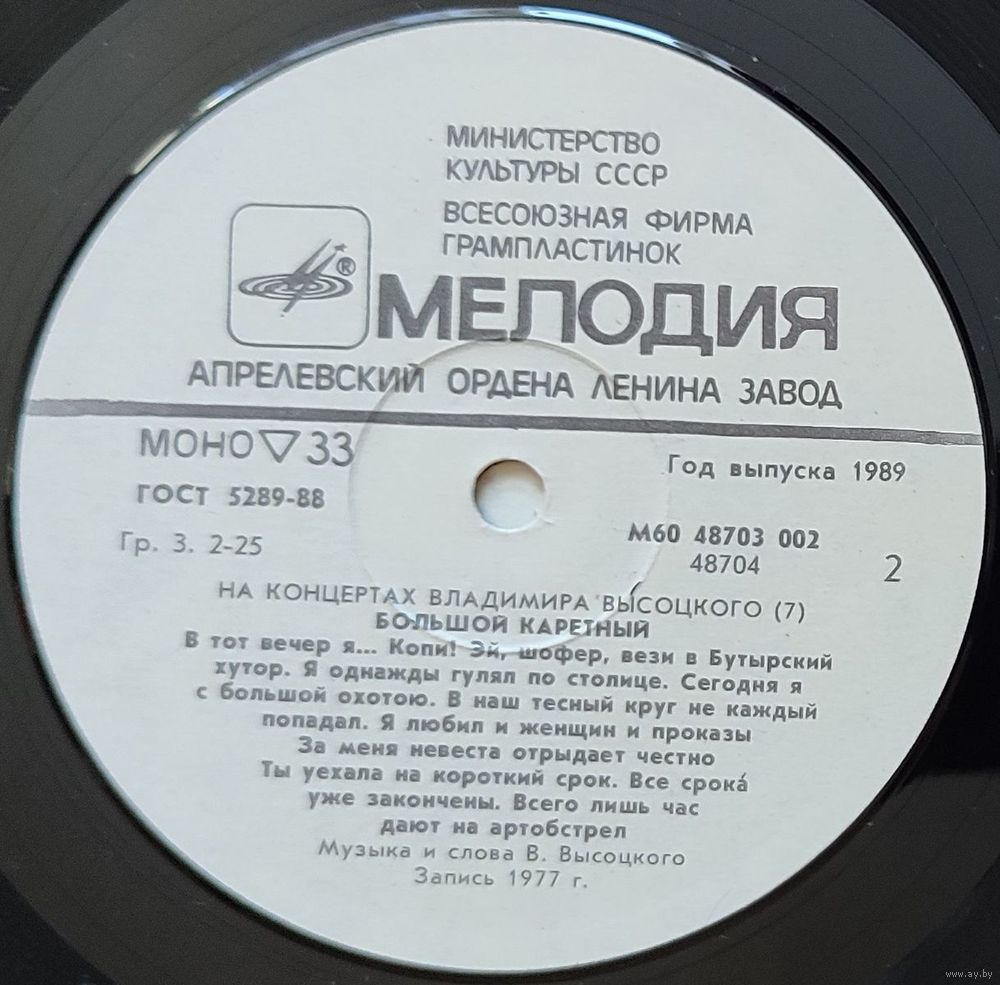 МИНИСТЕРСТВО
КУЛЬТУРЫ СССР
ВСЕСОЮЗНАЯ ФИРМА
ГРАМПЛАСТИНОК
®
МЕЛОДИЯ
АПРЕЛЕВСКИЙ ОРДЕНА ЛЕНИНА ЗАВОД
МОНО ▽ 33
Год выпуска 1989
ГОСТ 5289-88
М60 48703 002
Гр. 3. 2-25
48704
2
НА КОНЦЕРТАХ ВЛАДИМИРА ВЫСОЦКОГО (7)
БОЛЬШОЙ КАРЕТНЫЙ
В тот вечер я... Копи! Эй, шофер, вези в Бутырский
хутор. Я однажды гулял по столице. Сегодня я
с большой охотою. В наш тесный круг не каждый
попадал. Я любил и женщин и проказы
За меня невеста отрыдает честно
Ты уехала на короткий срок. Все срока́
уже закончены. Всего лишь час
дают на артобстрел
Музыка и слова В. Высоцкого
Запись 1977 г.
www.ay.by